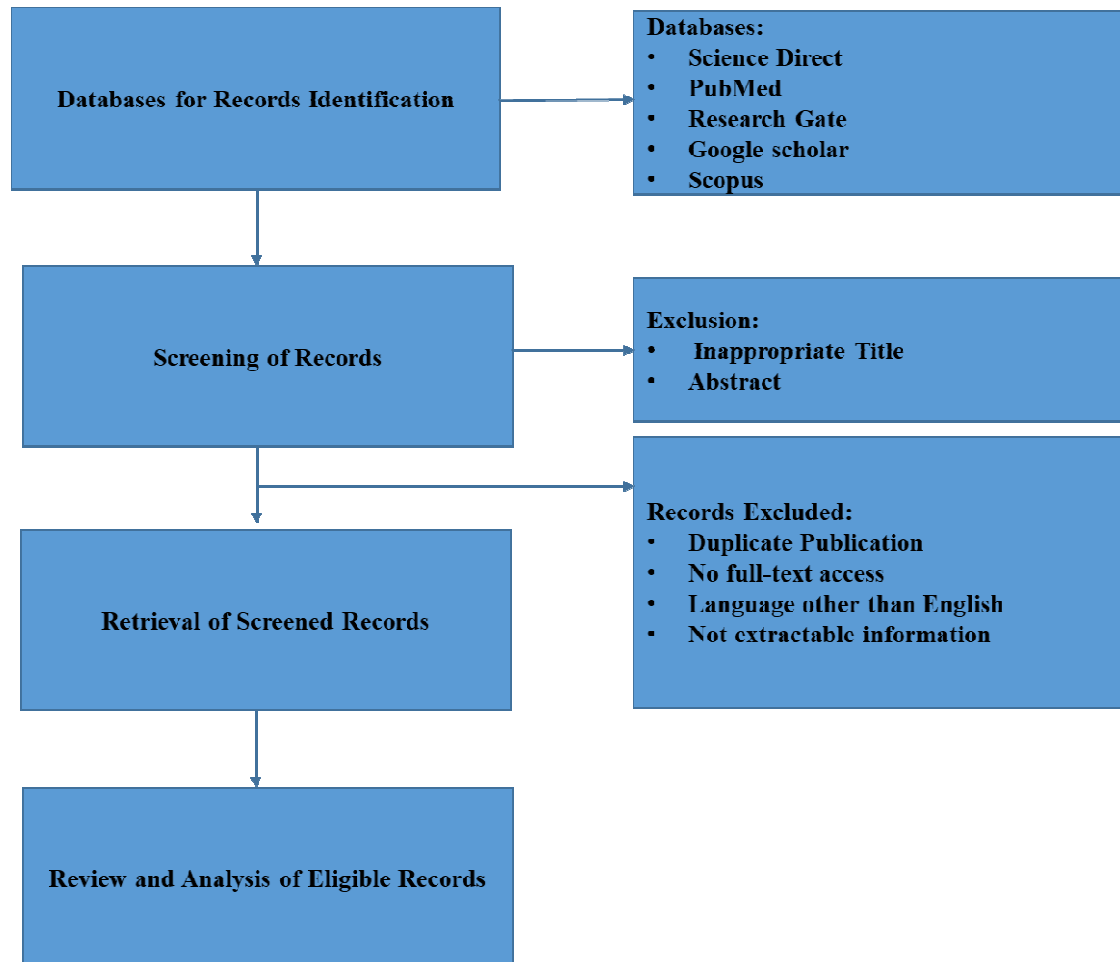 Databases for Records Identification
Databases:
• Science Direct
• PubMed
• Research Gate
• Google scholar
• Scopus
Screening of Records
Exclusion:
• Inappropriate Title
• Abstract
Records Excluded:
• Duplicate Publication
• No full-text access
• Language other than English
• Not extractable information
Retrieval of Screened Records
Review and Analysis of Eligible Records